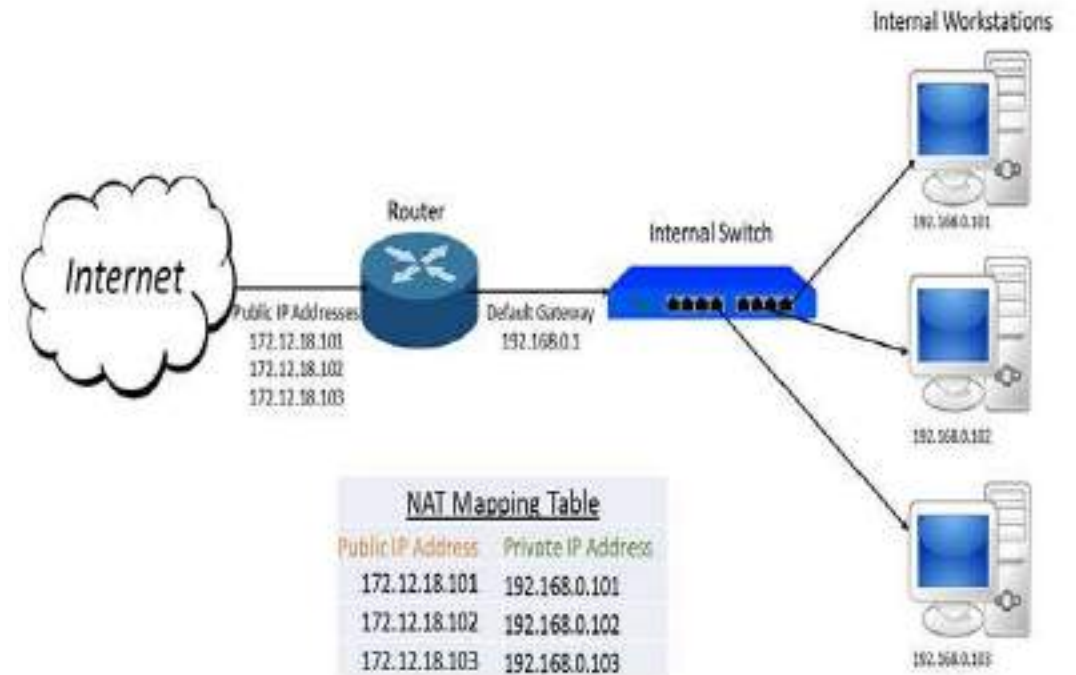 Internal Workstations
192.168.0.101
Router
Internal Switch
Internet
Public IP Addresses
172.12.18.101
172.12.18.102
172.12.18.103
Default Gateway
192.168.0.1
192.168.0.102
NAT Mapping Table
Public IP Address Private IP Address
172.12.18.101 192.168.0.101
172.12.18.102 192.168.0.102
172.12.18.103 192.168.0.103
192.168.0.103